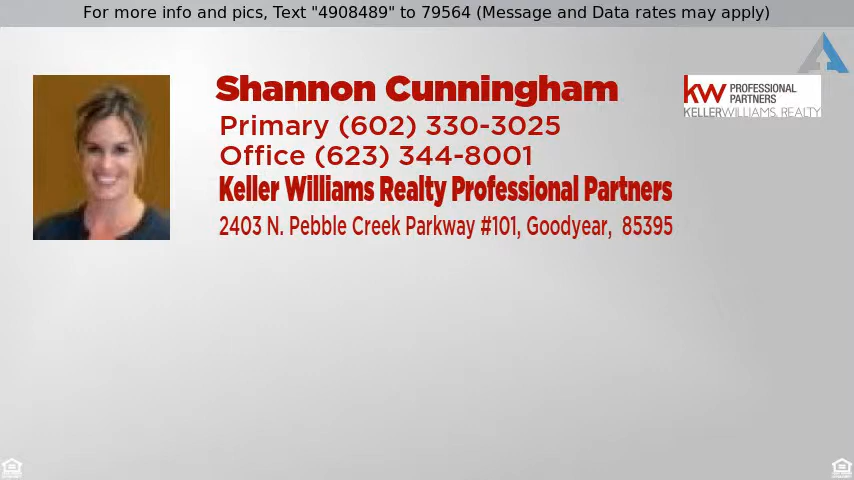 For more info and pics, Text "4908489" to 79564 (Message and Data rates may apply)
Shannon Cunningham
Primary (602) 330-3025
Office (623) 344-8001
Keller Williams Realty Professional Partners
2403 N. Pebble Creek Parkway #101, Goodyear, 85395
kw PROFESSIONAL
PARTNERS
KELLERWILLIAMS. REALTY